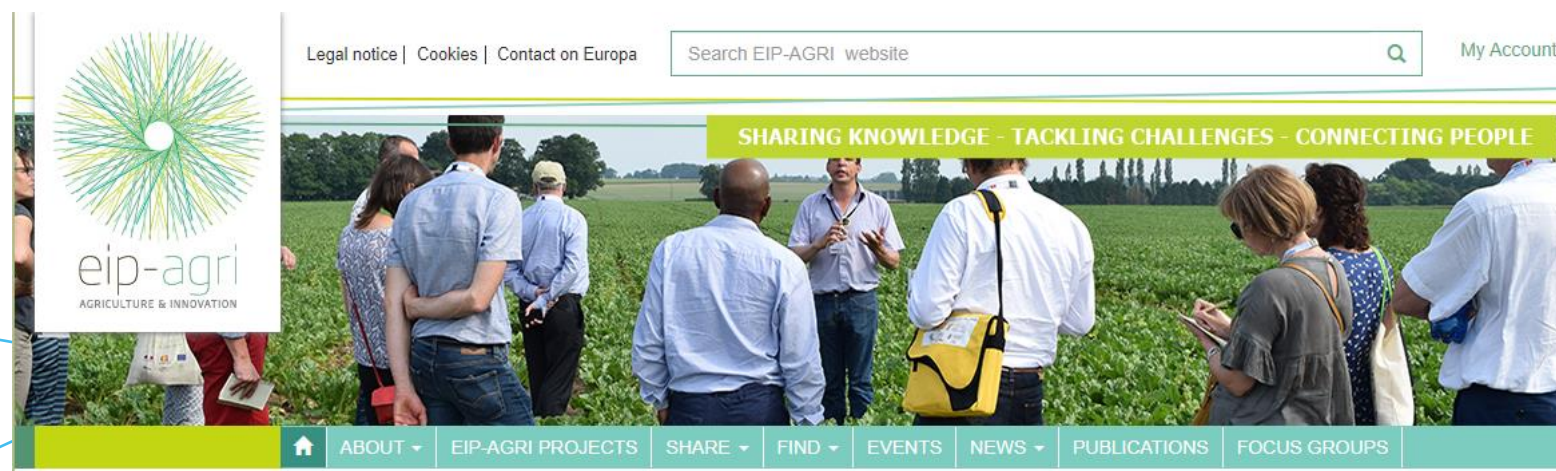 Legal notice | Cookies | Contact on Europa
Search EIP-AGRI website
My Account
SHARING KNOWLEDGE - TACKLING CHALLENGES - CONNECTING PEOPLE
eip-agri
AGRICULTURE & INNOVATION
ABOUT
EIP-AGRI PROJECTS
SHARE
FIND
EVENTS
NEWS
PUBLICATIONS
FOCUS GROUPS